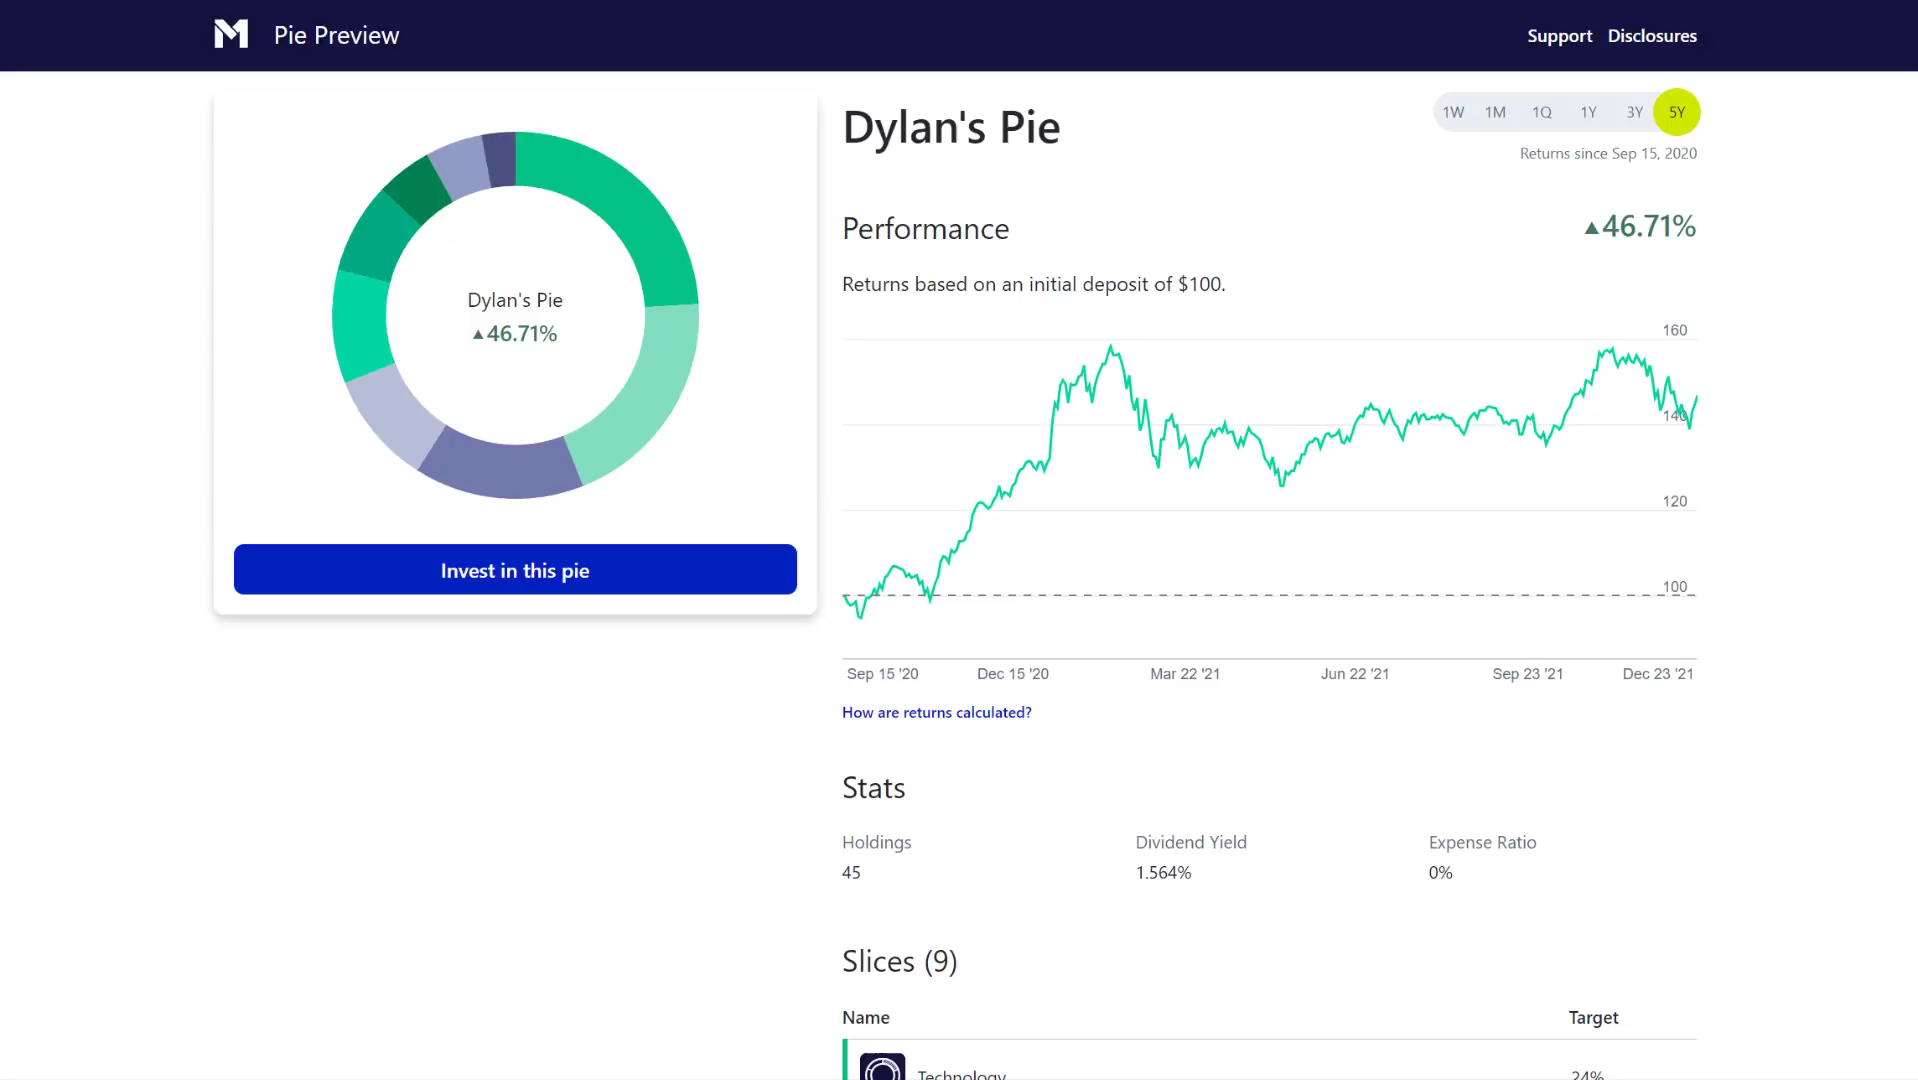 M Pie Preview
Support Disclosures
Dylan's Pie
▲46.71%
Invest in this pie
Dylan's Pie
1W 1M 1Q 1Y 3Y 5Y
Returns since Sep 15, 2020
Performance
▲46.71%
Returns based on an initial deposit of $100.
160
140
120
100
Sep 15 '20 Dec 15 '20 Mar 22 '21 Jun 22 '21 Sep 23 '21 Dec 23 '21
How are returns calculated?
Stats
Holdings Dividend Yield Expense Ratio
45 1.564% 0%
Slices (9)
Name Target
Technology 24%